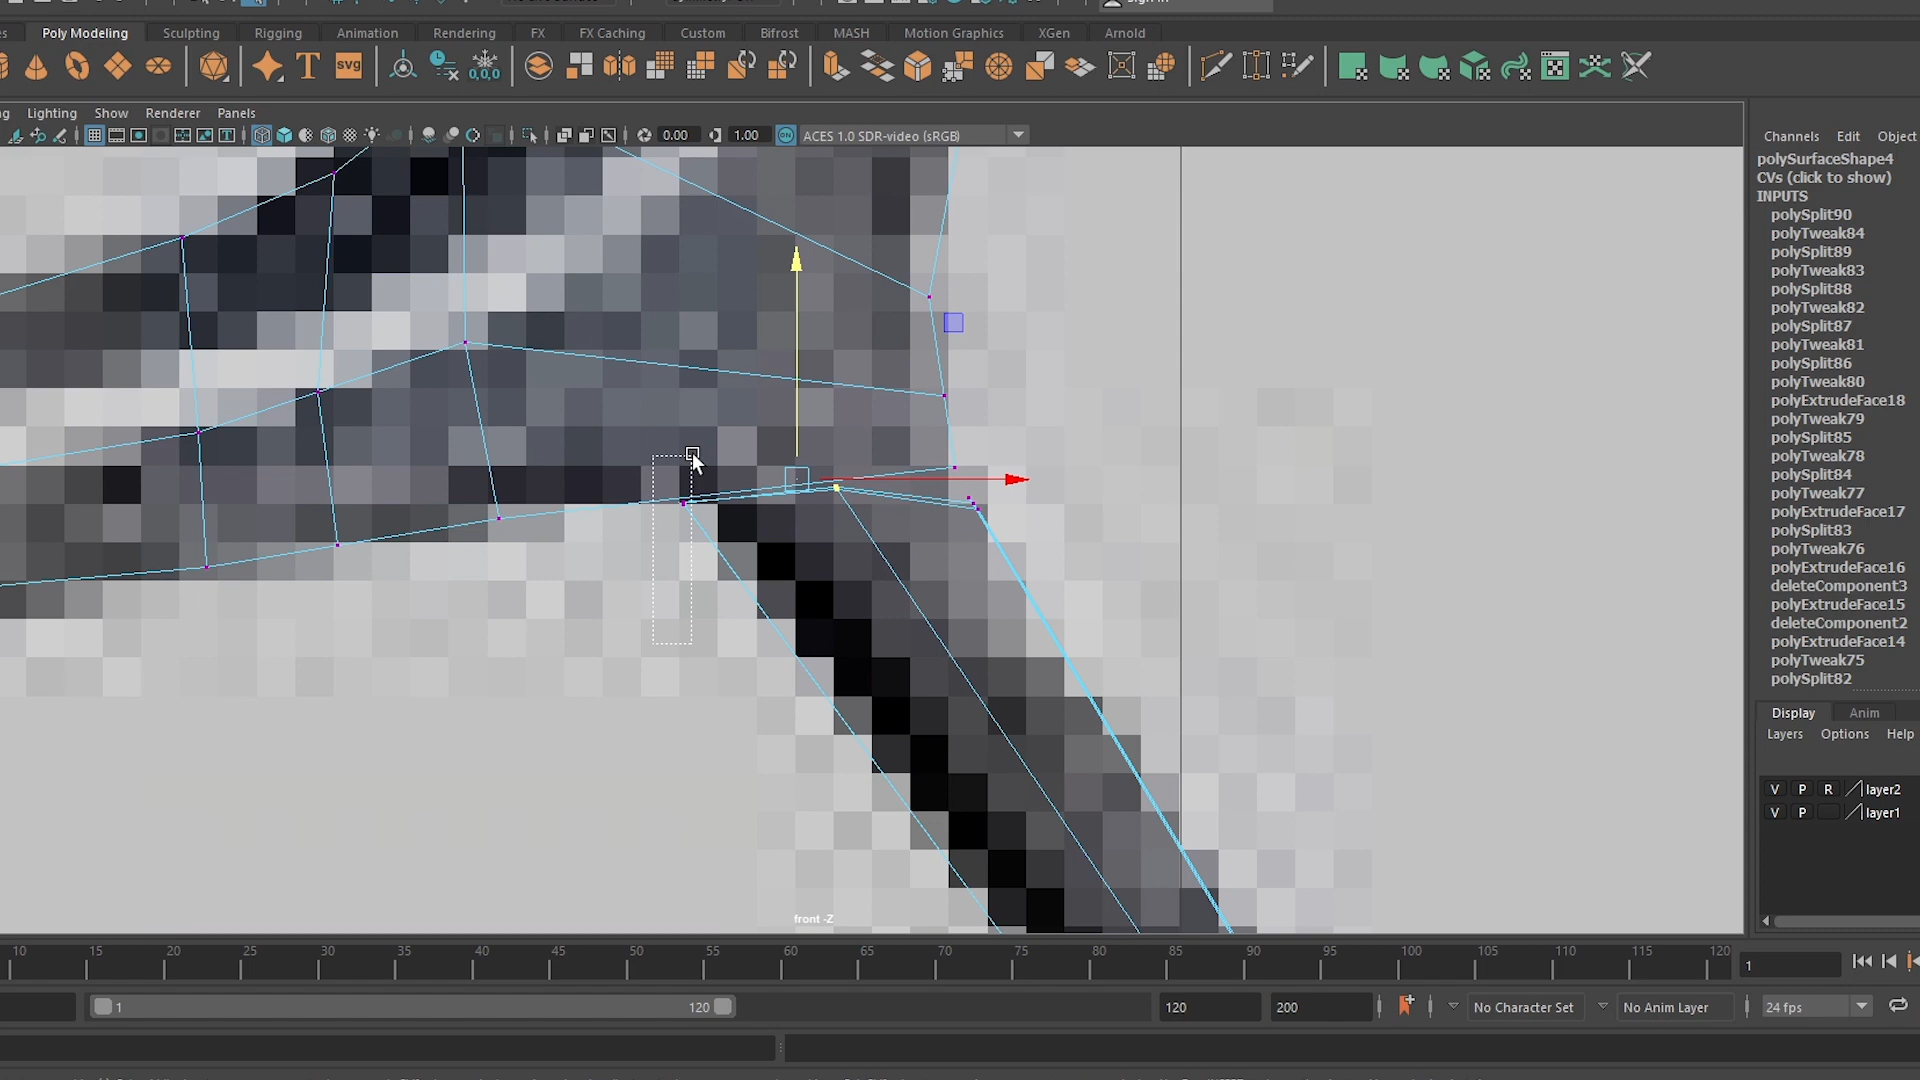 Poly Modeling Sculpting Rigging Animation Rendering FX FX Caching Custom Bifrost MASH Motion Graphics XGen Arnold
T SVG 0,0,0
Lighting Show Renderer Panels
0.00 1.00 ON ACES 1.0 SDR-video (sRGB)
Channels Edit Object
polySurfaceShape4
CVs (click to show)
INPUTS
polySplit90
polyTweak84
polySplit89
polyTweak83
polySplit88
polyTweak82
polySplit87
polyTweak81
polySplit86
polyTweak80
polyExtrudeFace18
polyTweak79
polySplit85
polyTweak78
polySplit84
polyTweak77
polyExtrudeFace17
polySplit83
polyTweak76
polyExtrudeFace16
deleteComponent3
polyExtrudeFace15
deleteComponent2
polyExtrudeFace14
polyTweak75
polySplit82
Display Anim
Layers Options Help
V P R layer2
V P layer1
front -Z
10 15 20 25 30 35 40 45 50 55 60 65 70 75 80 85 90 95 100 105 110 115 120 1
1 120 120 200 No Character Set No Anim Layer 24 fps